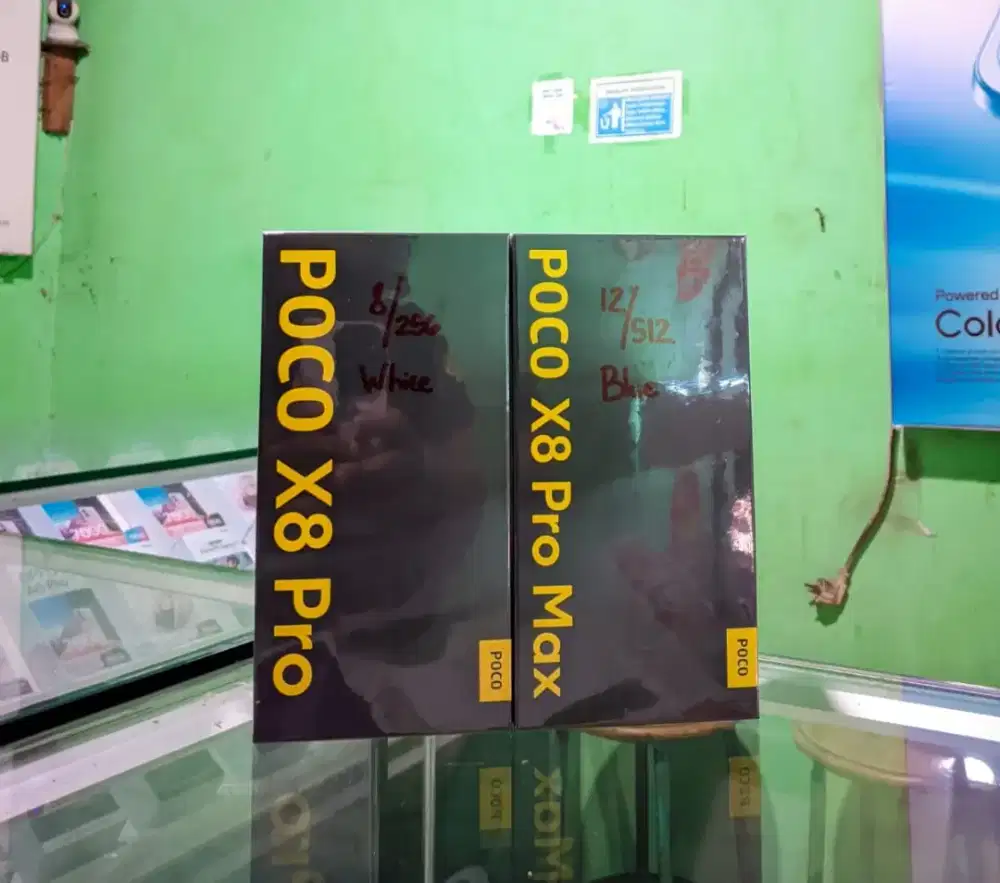 POCO X8 Pro
8/256
White
POCO
POCO X8 Pro Max
12/512
Blue
POCO
Powered
Colo